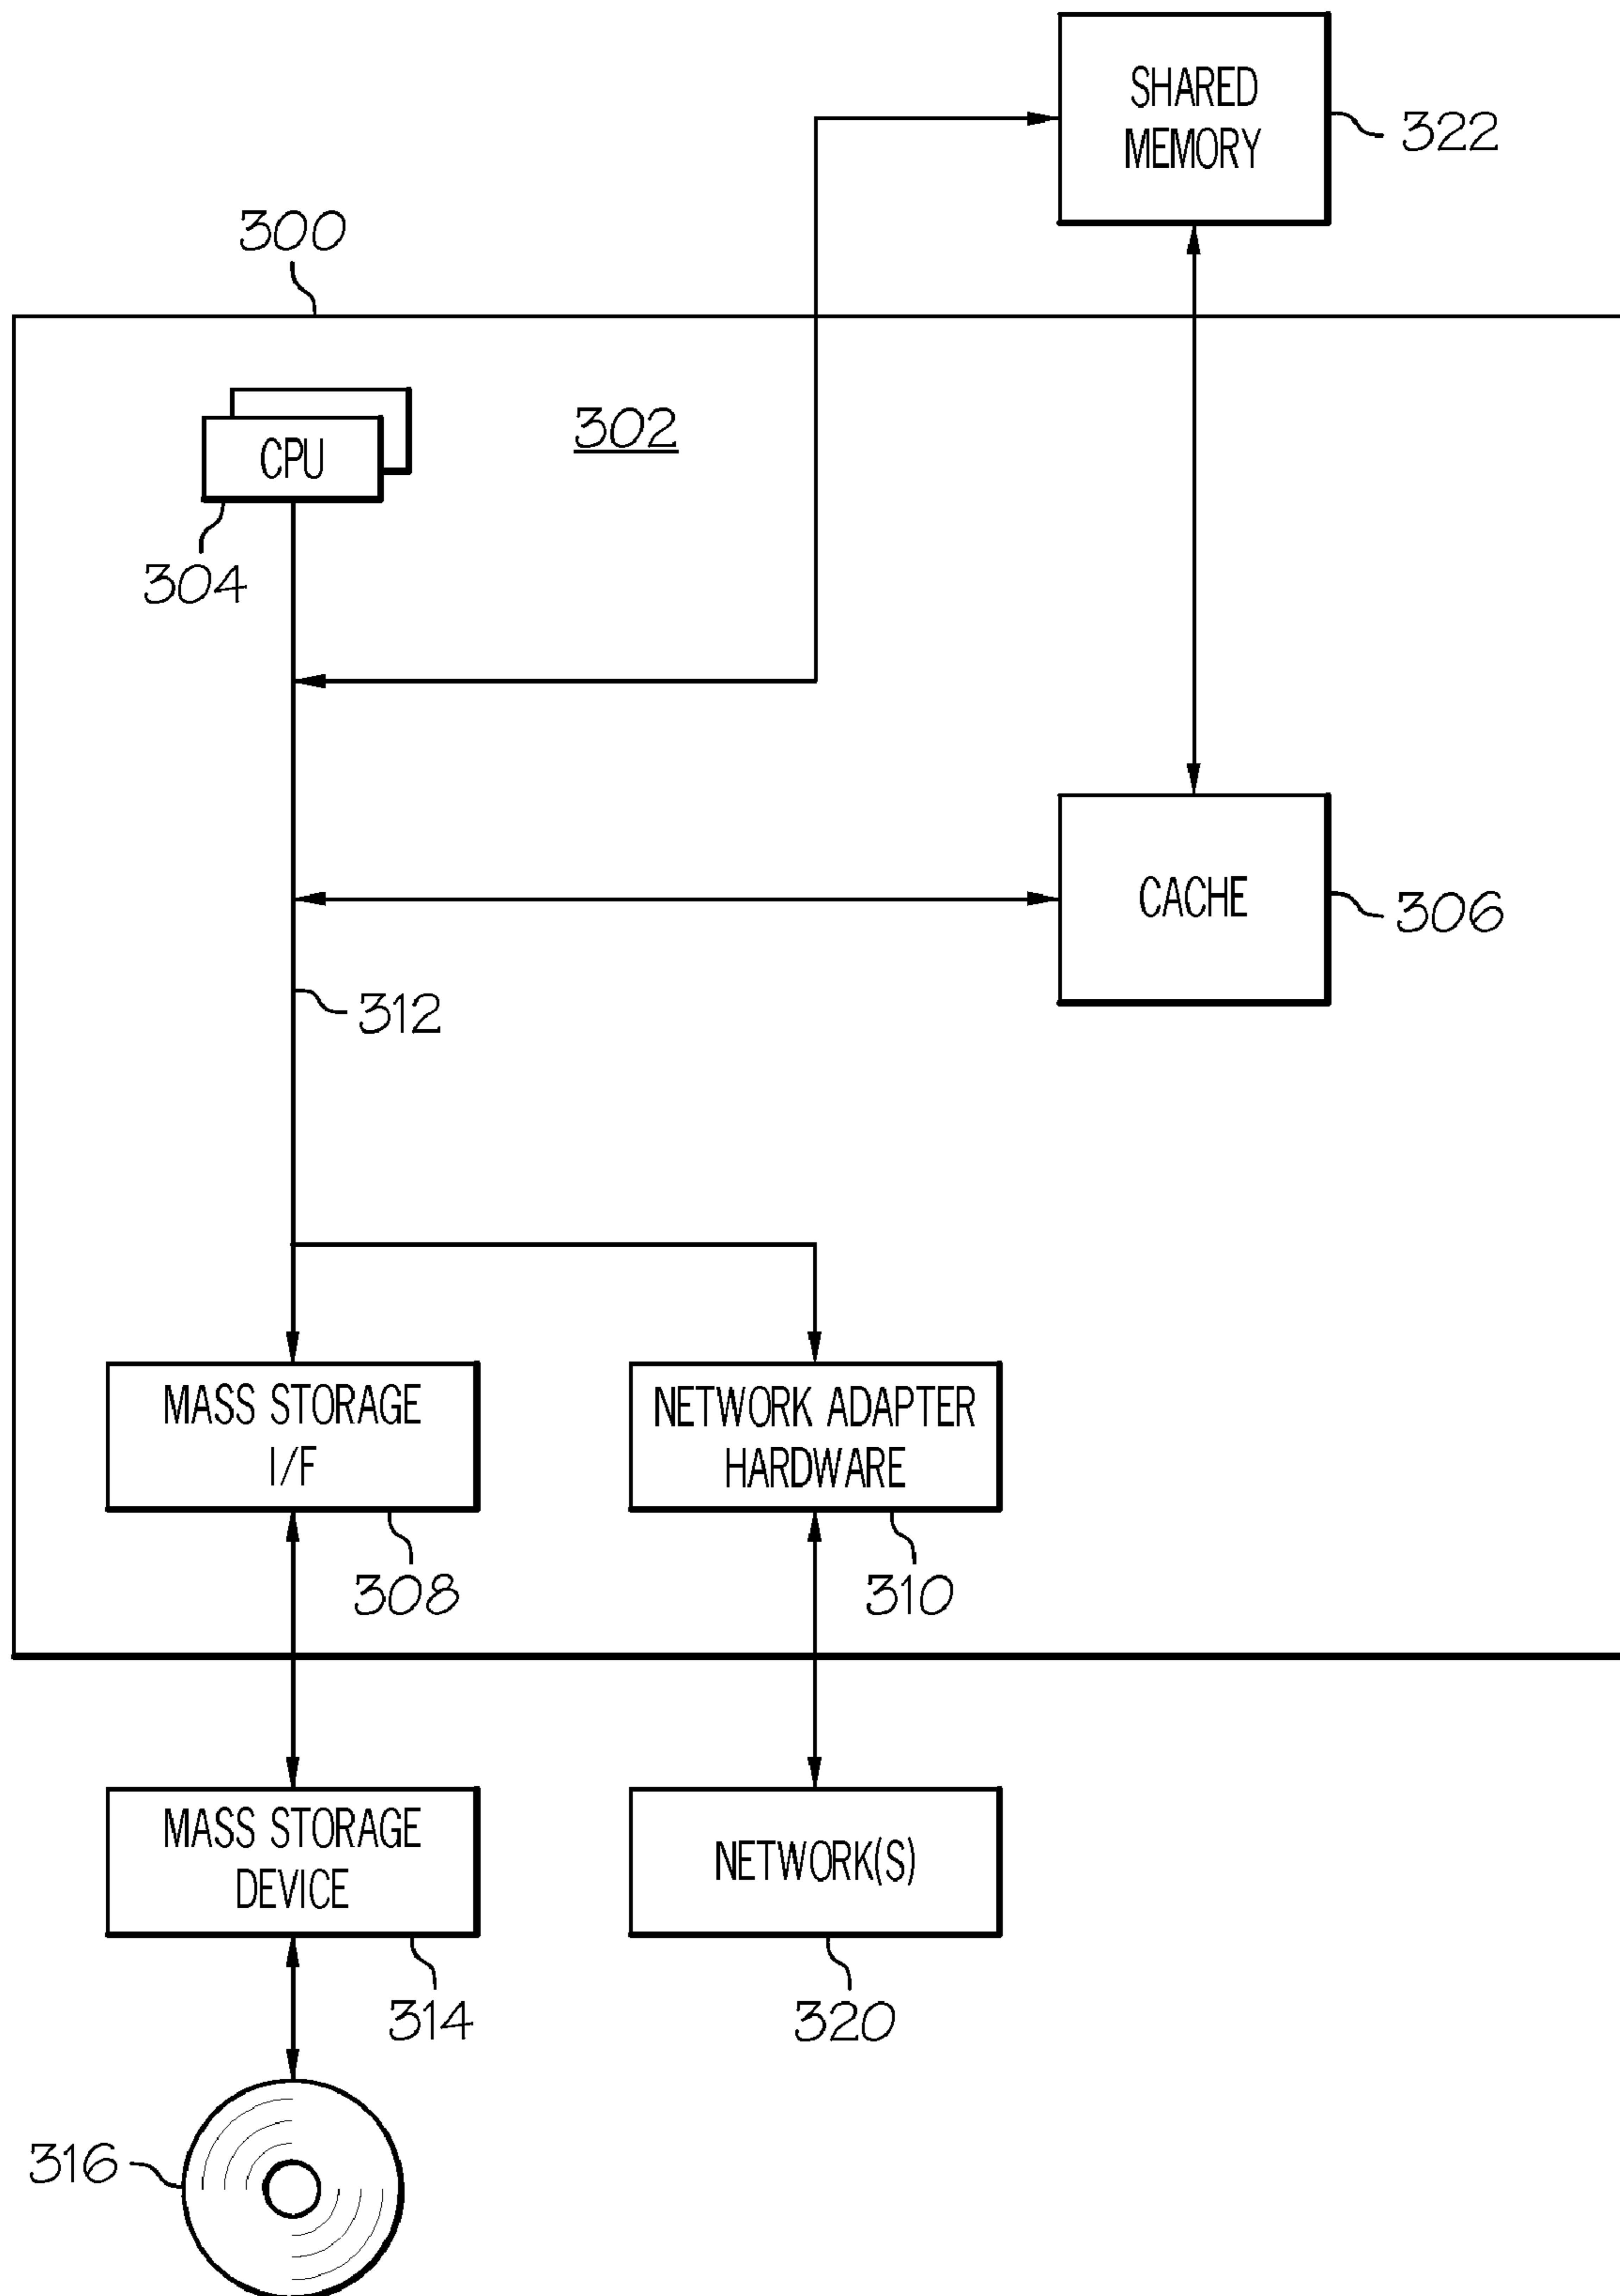 SHARED
MEMORY
322
300
CPU
302
304
CACHE
306
312
MASS STORAGE
I/F
NETWORK ADAPTER
HARDWARE
308
310
MASS STORAGE
DEVICE
NETWORK(S)
314
320
316